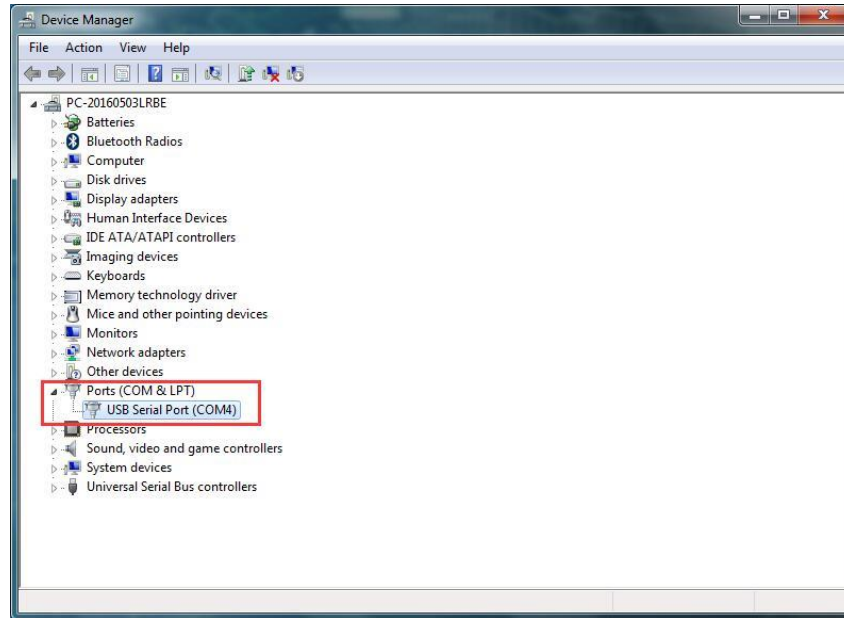 Device Manager
File Action View Help
PC-20160503LRBE
Batteries
Bluetooth Radios
Computer
Disk drives
Display adapters
Human Interface Devices
IDE ATA/ATAPI controllers
Imaging devices
Keyboards
Memory technology driver
Mice and other pointing devices
Monitors
Network adapters
Other devices
Ports (COM & LPT)
USB Serial Port (COM4)
Processors
Sound, video and game controllers
System devices
Universal Serial Bus controllers